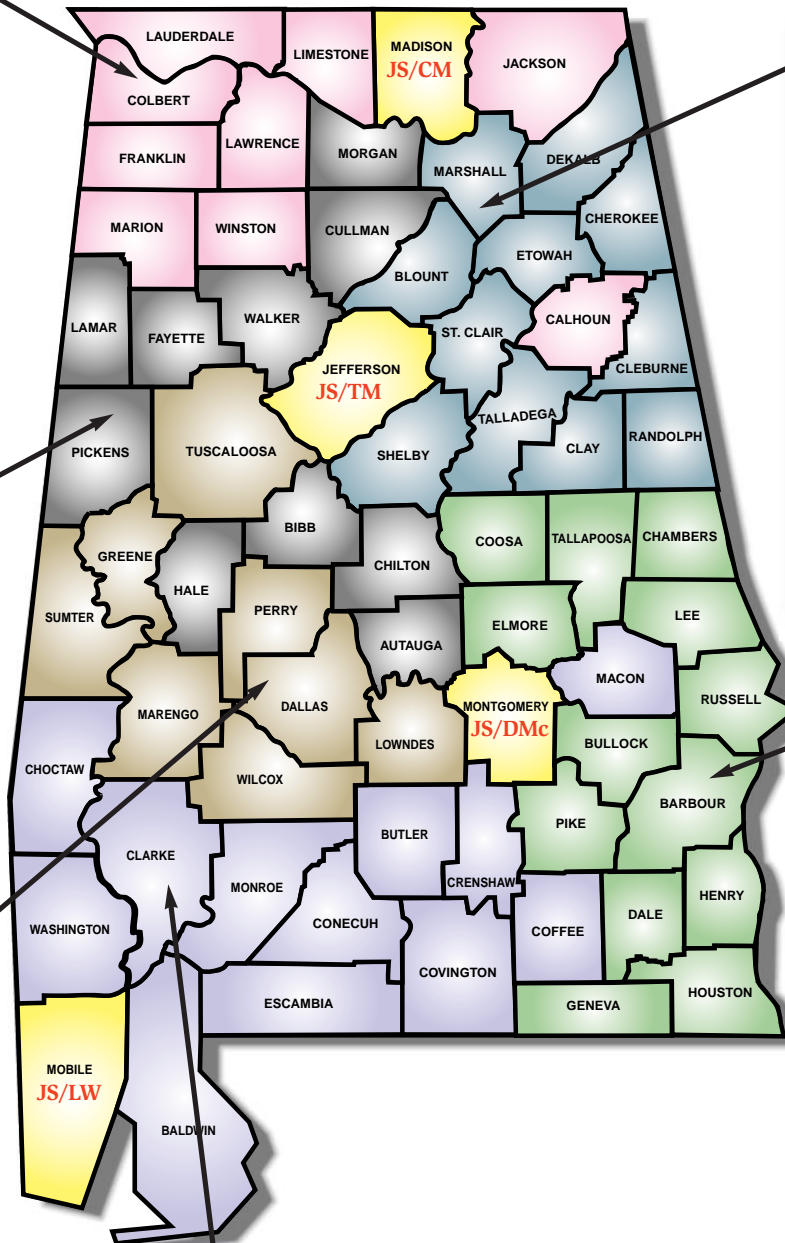 LAUDERDALE
LIMESTONE
MADISON
JS/CM
JACKSON
COLBERT
LAWRENCE
FRANKLIN
MORGAN
MARSHALL
DEKALB
CHEROKEE
MARION
WINSTON
CULLMAN
ETOWAH
BLOUNT
LAMAR
FAYETTE
WALKER
ST. CLAIR
CALHOUN
CLEBURNE
JEFFERSON
JS/TM
TALLADEGA
PICKENS
TUSCALOOSA
SHELBY
CLAY
RANDOLPH
BIBB
COOSA
TALLAPOOSA
CHAMBERS
GREENE
HALE
CHILTON
SUMTER
PERRY
ELMORE
LEE
AUTAUGA
MACON
RUSSELL
MARENGO
DALLAS
MONTGOMERY
JS/DMc
LOWNDES
BULLOCK
CHOCTAW
WILCOX
BARBOUR
BUTLER
PIKE
CLARKE
MONROE
CRENSHAW
HENRY
WASHINGTON
CONECUH
COFFEE
DALE
COVINGTON
ESCAMBIA
GENEVA
HOUSTON
MOBILE
JS/LW
BALDWIN